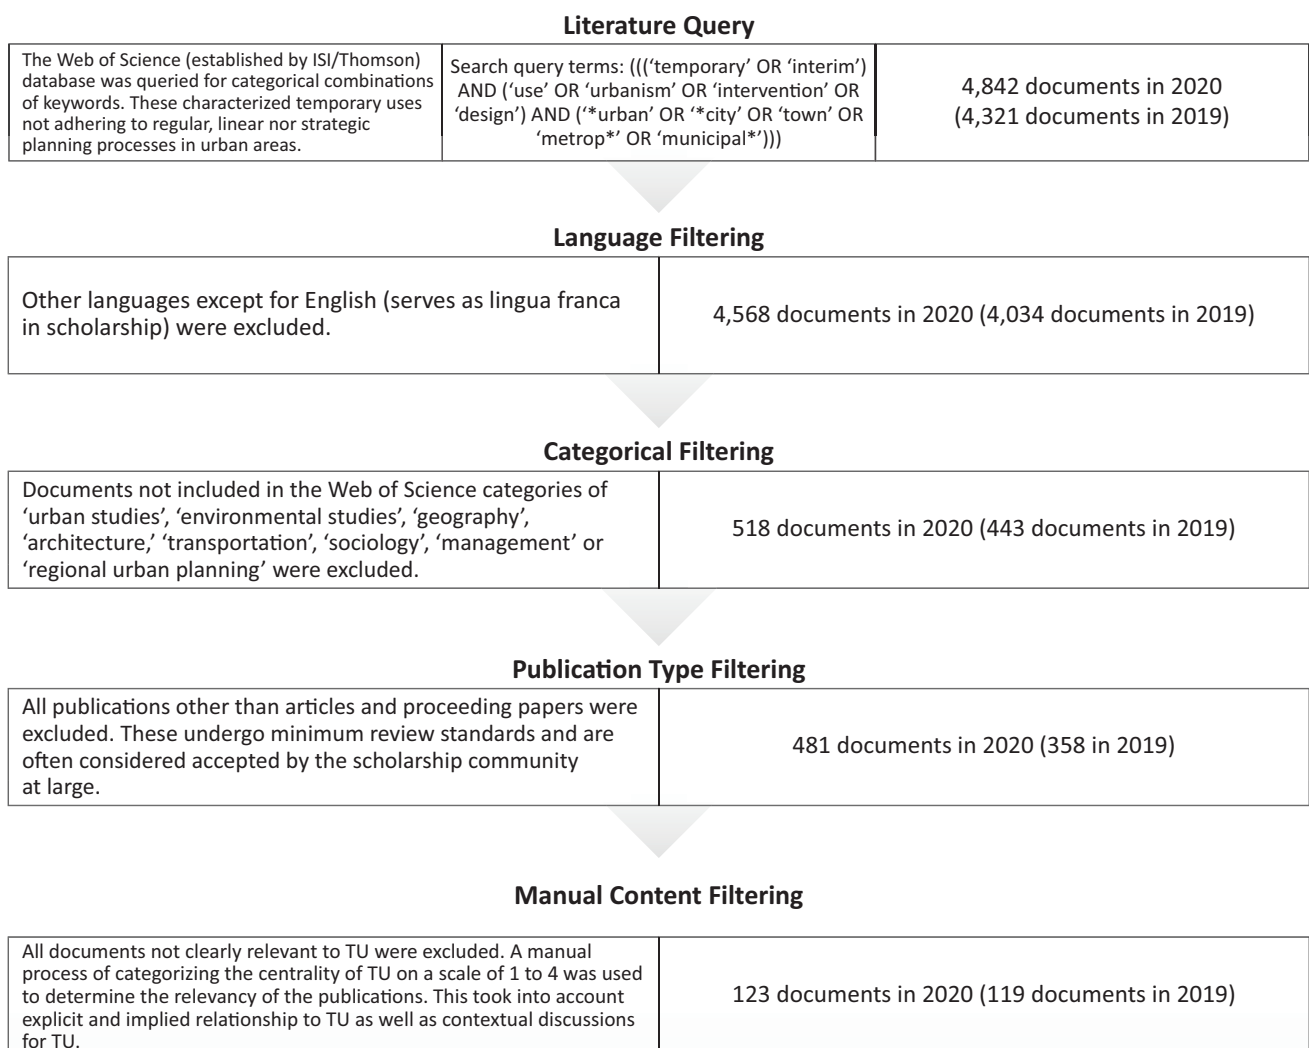 Literature Query
The Web of Science (established by ISI/Thomson)
database was queried for categorical combinations
of keywords. These characterized temporary uses
not adhering to regular, linear nor strategic
planning processes in urban areas.
Search query terms: (((‘temporary’ OR ‘interim’)
AND (‘use’ OR ‘urbanism’ OR ‘intervention’ OR
‘design’) AND (‘*urban’ OR ‘*city’ OR ‘town’ OR
‘metrop*’ OR ‘municipal*’)))
4,842 documents in 2020
(4,321 documents in 2019)
Language Filtering
Other languages except for English (serves as lingua franca
in scholarship) were excluded.
4,568 documents in 2020 (4,034 documents in 2019)
Categorical Filtering
Documents not included in the Web of Science categories of
‘urban studies’, ‘environmental studies’, ‘geography’,
‘architecture,’ ‘transportation’, ‘sociology’, ‘management’ or
‘regional urban planning’ were excluded.
518 documents in 2020 (443 documents in 2019)
Publication Type Filtering
All publications other than articles and proceeding papers were
excluded. These undergo minimum review standards and are
often considered accepted by the scholarship community
at large.
481 documents in 2020 (358 in 2019)
Manual Content Filtering
All documents not clearly relevant to TU were excluded. A manual
process of categorizing the centrality of TU on a scale of 1 to 4 was used
to determine the relevancy of the publications. This took into account
explicit and implied relationship to TU as well as contextual discussions
for TU.
123 documents in 2020 (119 documents in 2019)